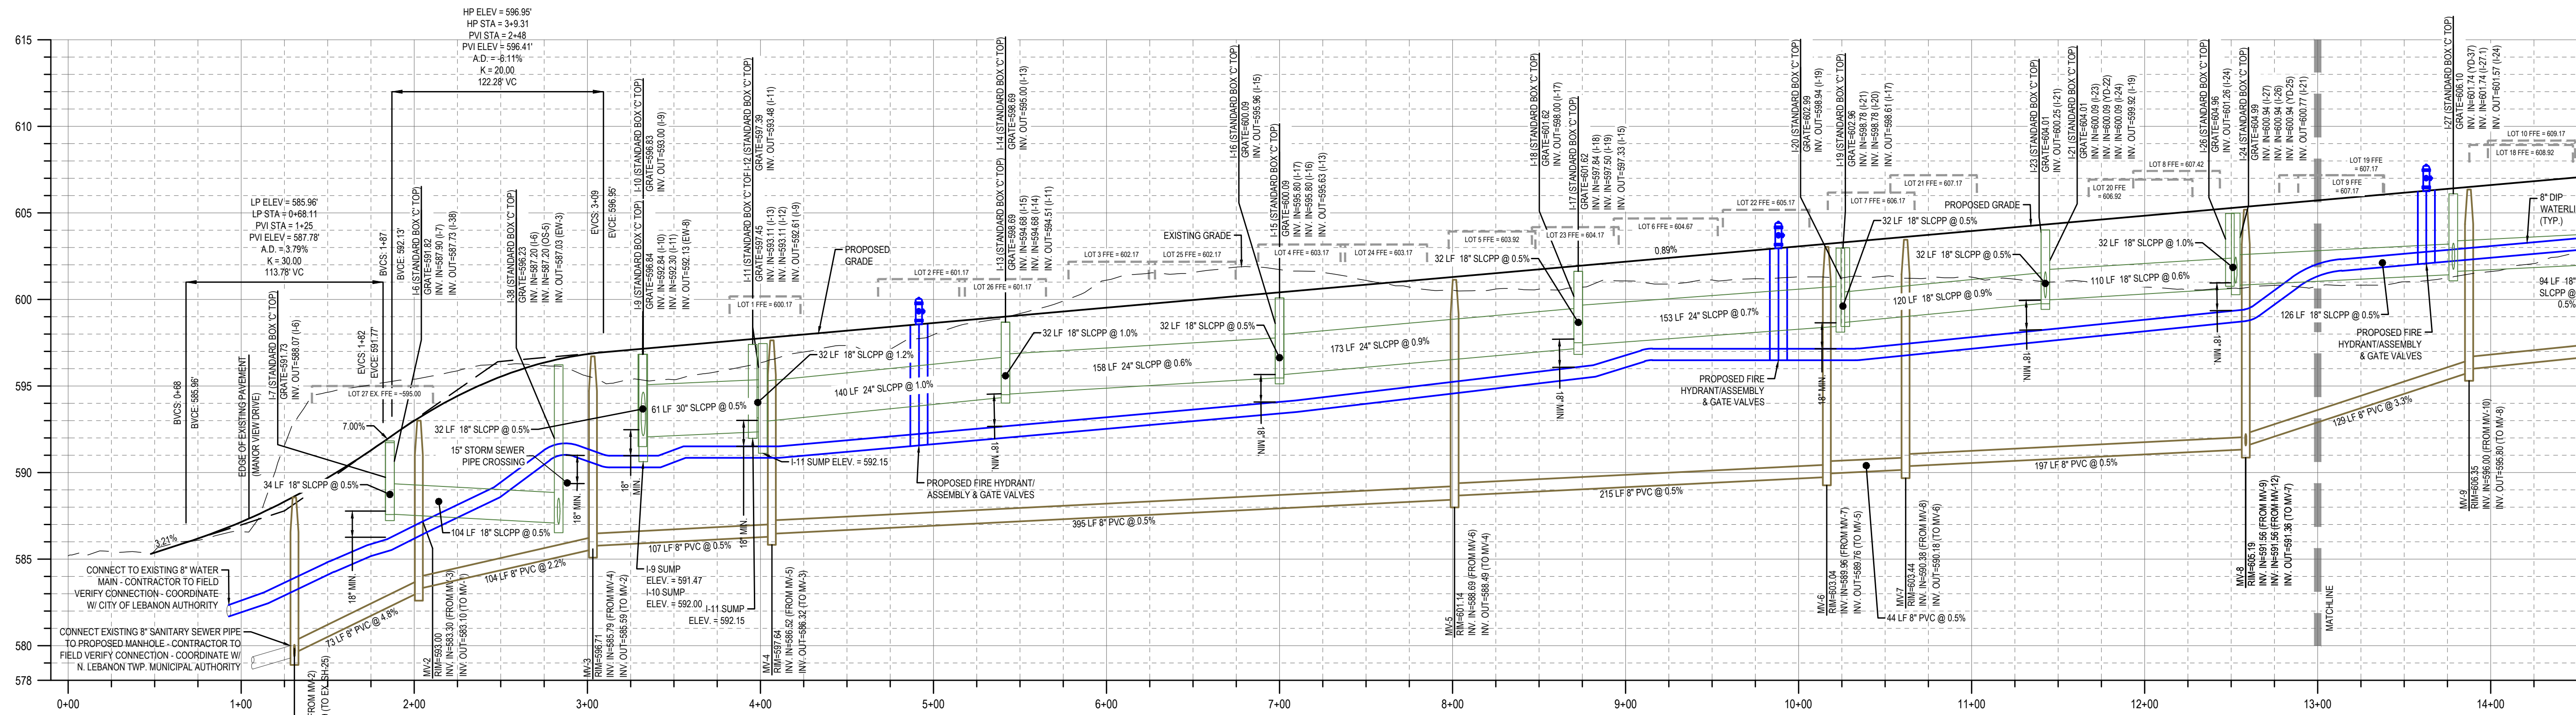 HP ELEV = 596.95'
HP STA = 3+9.31
PVI STA = 2+48
PVI ELEV = 596.41'
A.D. = -6.11%
K = 20.00
122.28' VC
LP ELEV = 585.96'
LP STA = 0+68.11
PVI STA = 1+25
PVI ELEV = 587.78'
A.D. = 3.79%
K = 30.00
113.78' VC
615
610
605
600
595
590
585
580
578
BVCS: 0+68
BVCE: 585.96'
EDGE OF EXISTING PAVEMENT
(MANOR VIEW DRIVE)
I-7 (STANDARD BOX 'C' TOP)
GRATE=591.73
INV. OUT=588.07 (I-6)
EVCS: 1+82
EVCE: 591.77'
BVCS: 1+87
BVCE: 592.13'
I-6 (STANDARD BOX 'C' TOP)
GRATE=591.82
INV. IN=587.90 (I-7)
INV. OUT=587.73 (I-38)
I-38 (STANDARD BOX 'C' TOP)
GRATE=596.23
INV. IN=587.20 (I-6)
INV. IN=587.20 (OS-5)
INV. OUT=587.03 (EW-3)
EVCS: 3+09
EVCE: 596.95'
I-10 (STANDARD BOX 'C' TOP)
GRATE=596.83
INV. OUT=593.00 (I-9)
I-9 (STANDARD BOX 'C' TOP)
GRATE=596.84
INV. IN=592.84 (I-10)
INV. IN=592.30 (I-11)
INV. OUT=592.13 (EW-8)
I-12 (STANDARD BOX 'C' TOP)
GRATE=597.39
INV. OUT=593.48 (I-11)
I-11 (STANDARD BOX 'C' TOP)
GRATE=597.45
INV. IN=593.11 (I-13)
INV. IN=593.11 (I-12)
INV. OUT=592.61 (I-9)
I-14 (STANDARD BOX 'C' TOP)
GRATE=598.69
INV. OUT=595.00 (I-13)
I-13 (STANDARD BOX 'C' TOP)
GRATE=598.69
INV. IN=594.68 (I-15)
INV. IN=594.68 (I-14)
INV. OUT=594.51 (I-11)
I-16 (STANDARD BOX 'C' TOP)
GRATE=600.09
INV. OUT=595.96 (I-15)
I-15 (STANDARD BOX 'C' TOP)
GRATE=600.09
INV. IN=595.80 (I-17)
INV. IN=595.80 (I-16)
INV. OUT=595.63 (I-13)
I-18 (STANDARD BOX 'C' TOP)
GRATE=601.62
INV. OUT=598.00 (I-17)
I-17 (STANDARD BOX 'C' TOP)
GRATE=601.62
INV. IN=597.84 (I-18)
INV. IN=597.50 (I-19)
INV. OUT=597.33 (I-15)
I-20 (STANDARD BOX 'C' TOP)
GRATE=602.99
INV. OUT=598.94 (I-19)
I-19 (STANDARD BOX 'C' TOP)
GRATE=602.96
INV. IN=598.78 (I-21)
INV. IN=598.78 (I-20)
INV. OUT=598.61 (I-17)
I-23 (STANDARD BOX 'C' TOP)
GRATE=604.01
INV. OUT=600.25 (I-21)
I-21 (STANDARD BOX 'C' TOP)
GRATE=604.01
INV. IN=600.09 (I-23)
INV. IN=600.09 (YD-22)
INV. IN=600.09 (I-24)
INV. OUT=599.92 (I-19)
I-26 (STANDARD BOX 'C' TOP)
GRATE=604.96
INV. OUT=601.26 (I-24)
I-24 (STANDARD BOX 'C' TOP)
GRATE=604.99
INV. IN=600.94 (I-27)
INV. IN=600.94 (I-26)
INV. IN=600.94 (YD-25)
INV. OUT=600.77 (I-21)
I-27 (STANDARD BOX 'C' TOP)
GRATE=606.10
INV. IN=601.74 (YD-37)
INV. IN=601.74 (I-27.1)
INV. OUT=601.57 (I-24)
LOT 27 EX. FFE = ~595.00
LOT 1 FFE = 600.17
LOT 2 FFE = 601.17
LOT 26 FFE = 601.17
LOT 3 FFE = 602.17
LOT 25 FFE = 602.17
LOT 4 FFE = 603.17
LOT 24 FFE = 603.17
LOT 5 FFE = 603.92
LOT 23 FFE = 604.17
LOT 6 FFE = 604.67
LOT 22 FFE = 605.17
LOT 7 FFE = 606.17
LOT 21 FFE = 607.17
LOT 20 FFE = 606.92
LOT 8 FFE = 607.42
LOT 9 FFE = 607.17
LOT 19 FFE = 607.17
LOT 10 FFE = 609.17
LOT 18 FFE = 608.92
PROPOSED
GRADE
EXISTING GRADE
PROPOSED GRADE
8" DIP
WATERLI
(TYP.)
3.21%
7.00%
0.89%
34 LF 18" SLCPP @ 0.5%
104 LF 18" SLCPP @ 0.5%
15" STORM SEWER
PIPE CROSSING
32 LF 18" SLCPP @ 0.5%
61 LF 30" SLCPP @ 0.5%
32 LF 18" SLCPP @ 1.2%
140 LF 24" SLCPP @ 1.0%
32 LF 18" SLCPP @ 1.0%
158 LF 24" SLCPP @ 0.6%
32 LF 18" SLCPP @ 0.5%
173 LF 24" SLCPP @ 0.9%
32 LF 18" SLCPP @ 0.5%
153 LF 24" SLCPP @ 0.7%
32 LF 18" SLCPP @ 0.5%
120 LF 24" SLCPP @ 0.9%
32 LF 18" SLCPP @ 0.5%
110 LF 24" SLCPP @ 0.6%
32 LF 18" SLCPP @ 1.0%
126 LF 18" SLCPP @ 0.5%
94 LF 18"
SLCPP @
0.5%
18" MIN.
18" MIN.
18"
MIN.
18" MIN.
18" MIN.
18" MIN.
18" MIN.
18" MIN.
18" MIN.
18" MIN.
PROPOSED FIRE HYDRANT/
ASSEMBLY & GATE VALVES
PROPOSED FIRE
HYDRANT/ASSEMBLY
& GATE VALVES
PROPOSED FIRE
HYDRANT/ASSEMBLY
& GATE VALVES
I-11 SUMP ELEV. = 592.15
I-9 SUMP
ELEV. = 591.47
I-10 SUMP
ELEV. = 592.00
I-11 SUMP
ELEV. = 592.15
CONNECT TO EXISTING 8" WATER
MAIN - CONTRACTOR TO FIELD
VERIFY CONNECTION - COORDINATE
W/ CITY OF LEBANON AUTHORITY
CONNECT EXISTING 8" SANITARY SEWER PIPE
TO PROPOSED MANHOLE - CONTRACTOR TO
FIELD VERIFY CONNECTION - COORDINATE W/
N. LEBANON TWP. MUNICIPAL AUTHORITY
73 LF 8" PVC @ 4.8%
104 LF 8" PVC @ 2.2%
107 LF 8" PVC @ 0.5%
395 LF 8" PVC @ 0.5%
215 LF 8" PVC @ 0.5%
44 LF 8" PVC @ 0.5%
197 LF 8" PVC @ 0.5%
129 LF 8" PVC @ 3.3%
FROM MV-2)
(TO EX. SH-25)
MV-2
RIM=593.00
INV. IN=583.30 (FROM MV-3)
INV. OUT=583.10 (TO MV-1)
MV-3
RIM=596.71
INV. IN=585.79 (FROM MV-4)
INV. OUT=585.59 (TO MV-2)
MV-4
RIM=597.64
INV. IN=586.52 (FROM MV-5)
INV. OUT=586.32 (TO MV-3)
MV-5
RIM=601.14
INV. IN=588.69 (FROM MV-6)
INV. OUT=588.49 (TO MV-4)
MV-6
RIM=603.04
INV. IN=589.96 (FROM MV-7)
INV. OUT=589.76 (TO MV-5)
MV-7
RIM=603.44
INV. IN=590.38 (FROM MV-8)
INV. OUT=590.18 (TO MV-6)
MV-8
RIM=605.19
INV. IN=591.56 (FROM MV-9)
INV. IN=591.56 (FROM MV-12)
INV. OUT=591.36 (TO MV-7)
MATCHLINE
MV-9
RIM=606.35
INV. IN=596.00 (FROM MV-10)
INV. OUT=595.80 (TO MV-8)
0+00
1+00
2+00
3+00
4+00
5+00
6+00
7+00
8+00
9+00
10+00
11+00
12+00
13+00
14+00